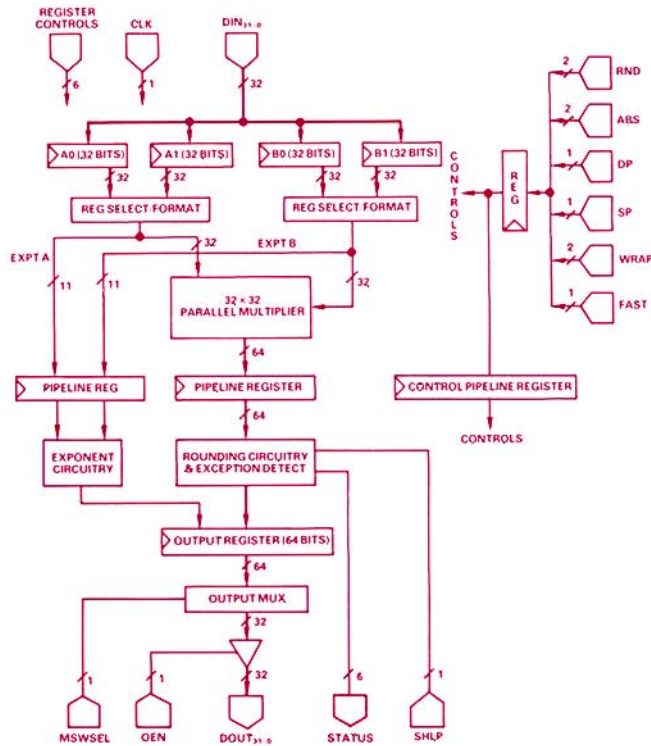 REGISTER
CONTROLS
CLK
DIN31-0
6
1
32
2
RND
2
ABS
1
DP
1
SP
2
WRAP
1
FAST
A0 (32 BITS)
A1 (32 BITS)
B0 (32 BITS)
B1 (32 BITS)
32
32
32
32
REG SELECT/FORMAT
REG SELECT/FORMAT
CONTROLS
REG
EXPT A
32
EXPT B
11
11
32
32 × 32
PARALLEL MULTIPLIER
64
PIPELINE REG
PIPELINE REGISTER
CONTROL PIPELINE REGISTER
64
CONTROLS
EXPONENT
CIRCUITRY
ROUNDING CIRCUITRY
& EXCEPTION DETECT
OUTPUT REGISTER (64 BITS)
64
OUTPUT MUX
32
1
1
32
6
1
MSWSEL
OEN
DOUT31-0
STATUS
SHLP